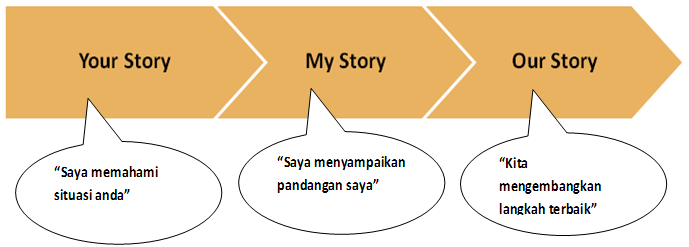 Your Story
My Story
Our Story
“Saya memahami
situasi anda”
“Saya menyampaikan
pandangan saya”
“Kita
mengembangkan
langkah terbaik”